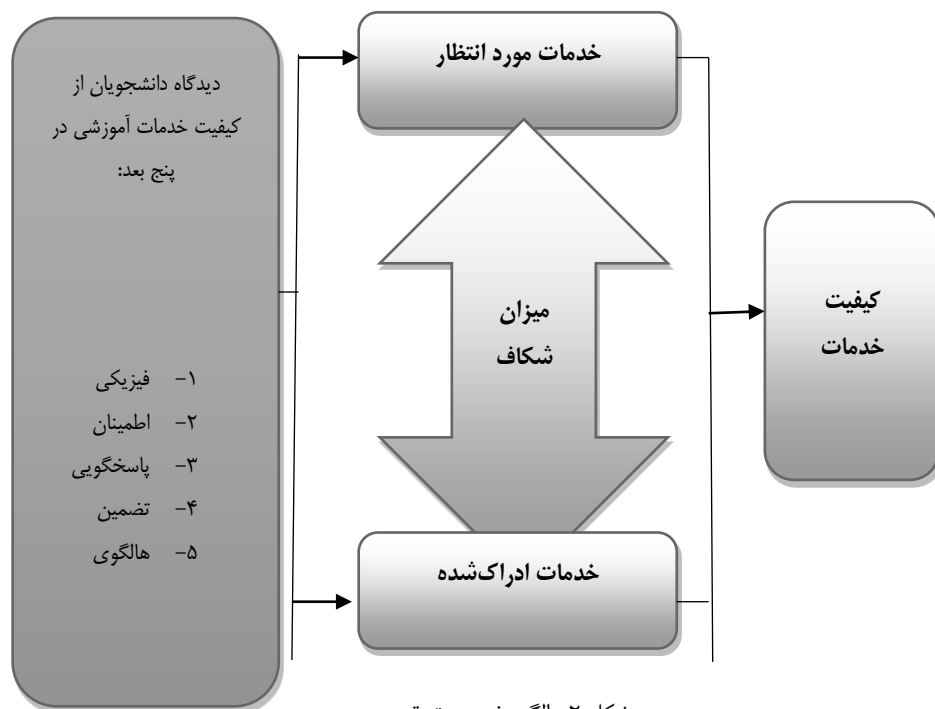 دیدگاه دانشجویان از
کیفیت خدمات آموزشی در
پنج بعد:
۱- فیزیکی
۲- اطمینان
۳- پاسخگویی
۴- تضمین
۵- هالگوی
خدمات مورد انتظار
میزان
شکاف
خدمات ادراک‌شده
کیفیت
خدمات